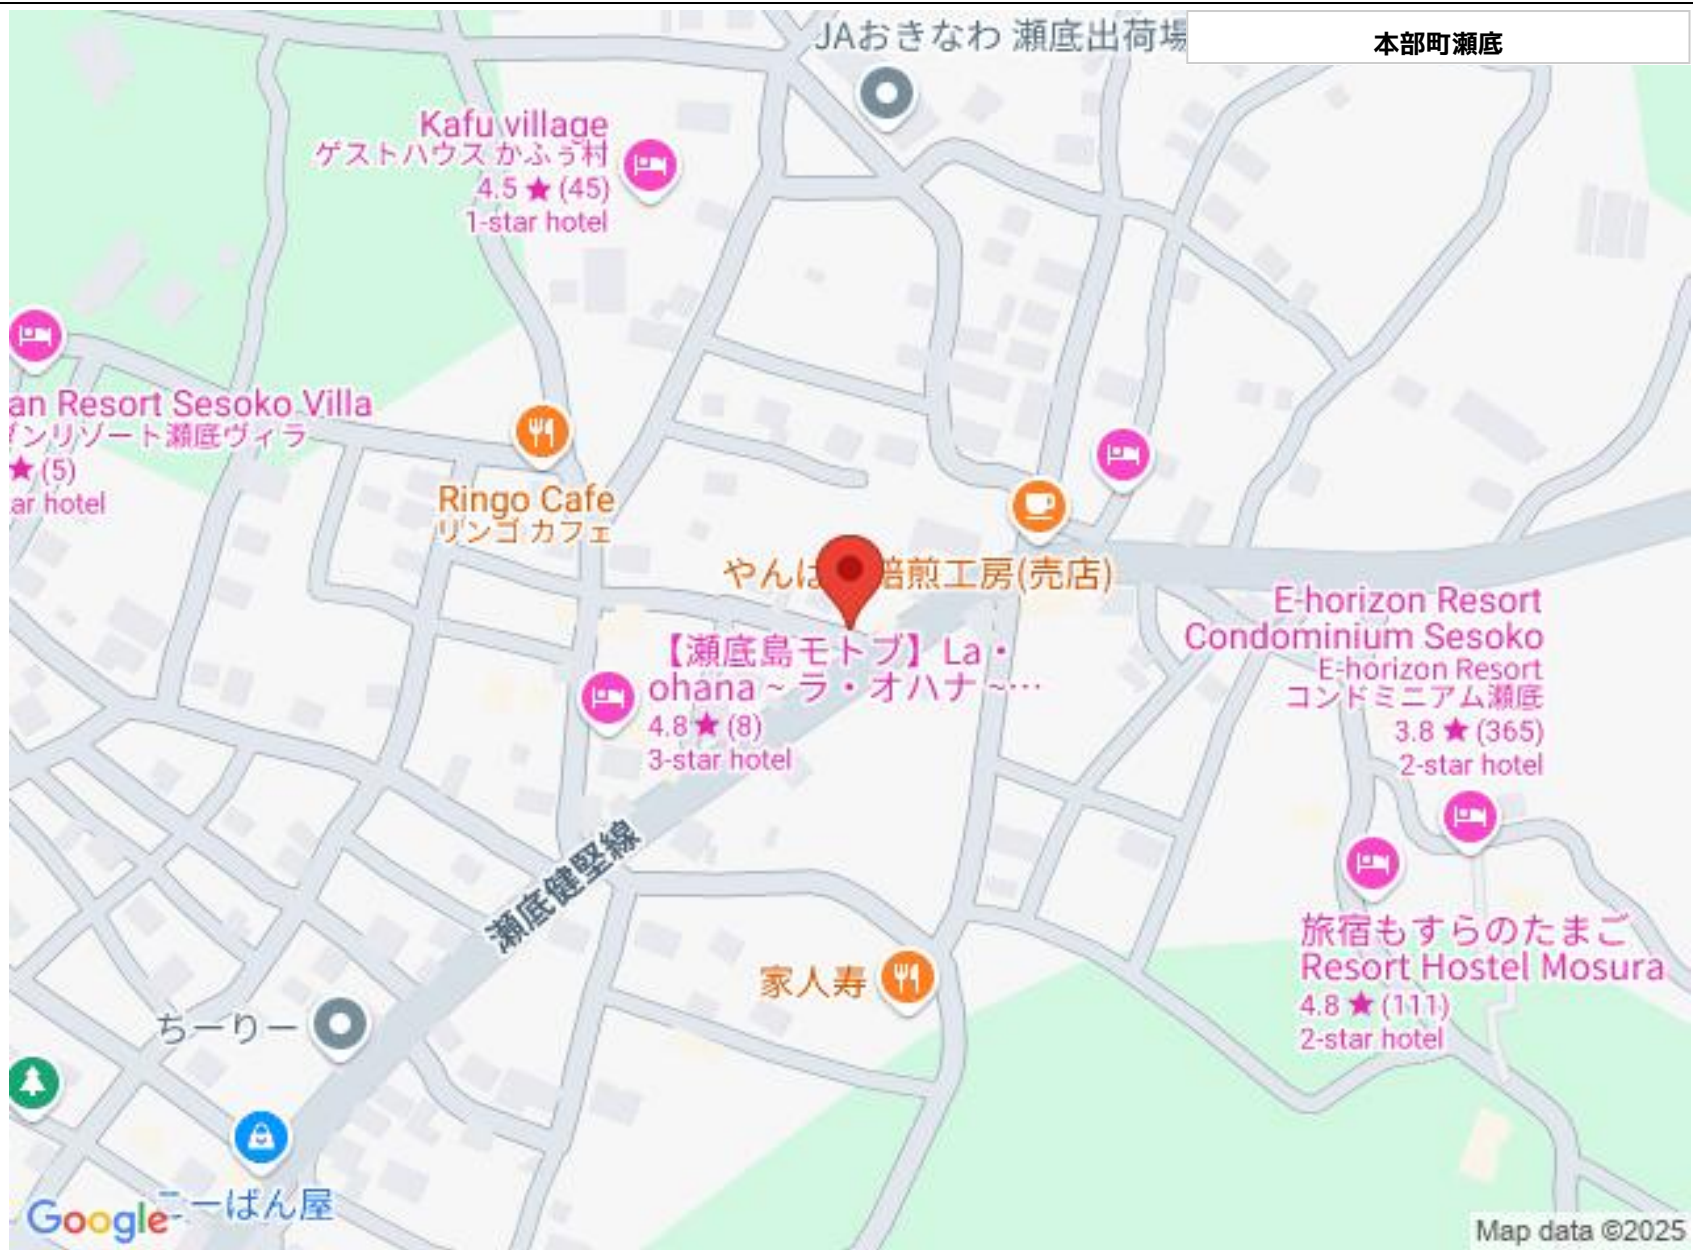 JAおきなわ 瀬底出荷場
本部町瀬底
Kafu village
ゲストハウス かふぅ村
4.5 ★ (45)
1-star hotel
an Resort Sesoko Villa
ンリゾート瀬底ヴィラ
★ (5)
ar hotel
Ringo Cafe
リンゴ カフェ
やんば 焙煎工房(売店)
【瀬底島モトブ】La・
ohana ~ ラ・オハナ ~…
4.8 ★ (8)
3-star hotel
E-horizon Resort
Condominium Sesoko
E-horizon Resort
コンドミニアム瀬底
3.8 ★ (365)
2-star hotel
瀬底健堅線
旅宿もすらのたまご
Resort Hostel Mosura
4.8 ★ (111)
2-star hotel
家人寿
ちーりー
こーばん屋
Google
Map data ©2025